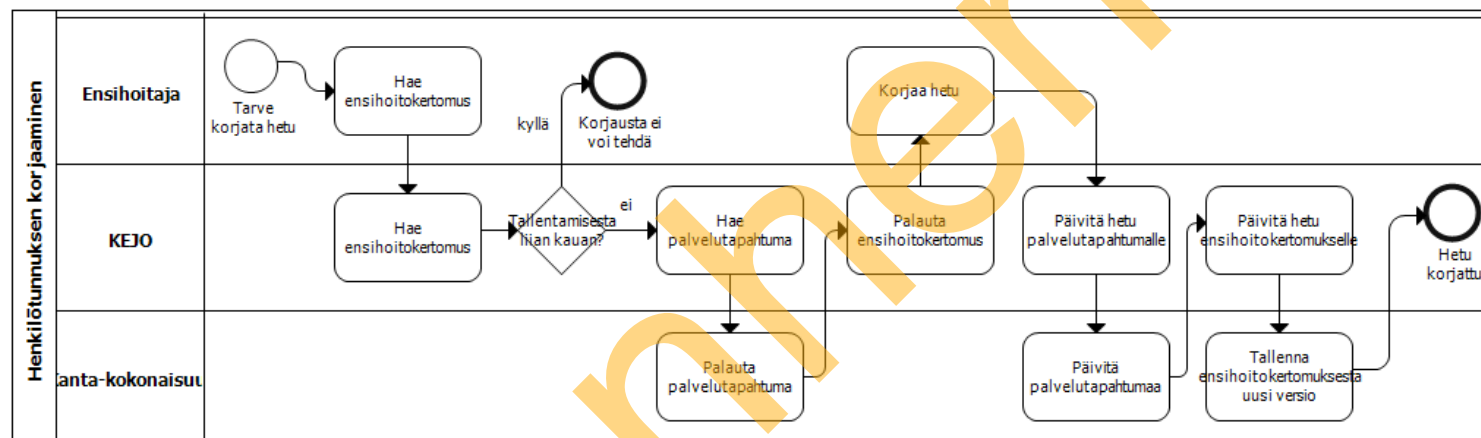 Henkilötunnuksen korjaaminen
Ensihoitaja
Tarve
korjata hetu
Hae
ensihoitokertomus
kyllä
Korjausta ei
voi tehdä
Korjaa hetu
KEJO
Hae
ensihoitokertomus
Tallentamisesta
liian kauan?
ei
Hae
palvelutapahtuma
Palauta
ensihoitokertomus
Päivitä hetu
palvelutapahtumalle
Päivitä hetu
ensihoitokertomukselle
Hetu
korjattu
Kanta-kokonaisuu
Palauta
palvelutapahtuma
Päivitä
palvelutapahtumaa
Tallenna
ensihoitokertomuksesta
uusi versio